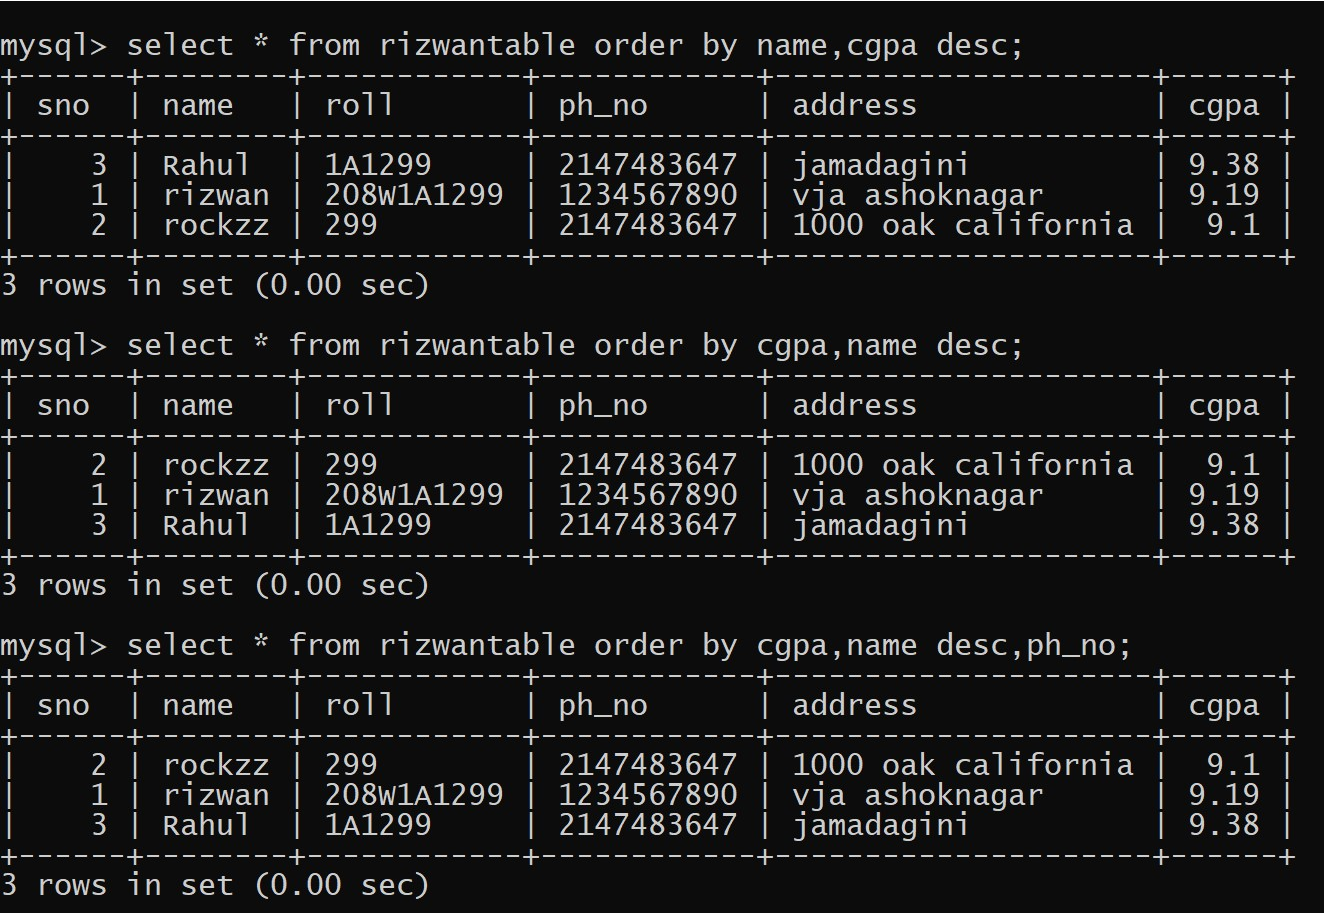 mysql> select * from rizwantable order by name,cgpa desc;
+------+--------+------------+------------+---------------------+------+
| sno  | name   | roll       | ph_no      | address             | cgpa |
+------+--------+------------+------------+---------------------+------+
|    3 | Rahul  | 1A1299     | 2147483647 | jamadagini          | 9.38 |
|    1 | rizwan | 208W1A1299 | 1234567890 | vja ashoknagar      | 9.19 |
|    2 | rockzz | 299        | 2147483647 | 1000 oak california |  9.1 |
+------+--------+------------+------------+---------------------+------+
3 rows in set (0.00 sec)
mysql> select * from rizwantable order by cgpa,name desc;
+------+--------+------------+------------+---------------------+------+
| sno  | name   | roll       | ph_no      | address             | cgpa |
+------+--------+------------+------------+---------------------+------+
|    2 | rockzz | 299        | 2147483647 | 1000 oak california |  9.1 |
|    1 | rizwan | 208W1A1299 | 1234567890 | vja ashoknagar      | 9.19 |
|    3 | Rahul  | 1A1299     | 2147483647 | jamadagini          | 9.38 |
+------+--------+------------+------------+---------------------+------+
3 rows in set (0.00 sec)
mysql> select * from rizwantable order by cgpa,name desc,ph_no;
+------+--------+------------+------------+---------------------+------+
| sno  | name   | roll       | ph_no      | address             | cgpa |
+------+--------+------------+------------+---------------------+------+
|    2 | rockzz | 299        | 2147483647 | 1000 oak california |  9.1 |
|    1 | rizwan | 208W1A1299 | 1234567890 | vja ashoknagar      | 9.19 |
|    3 | Rahul  | 1A1299     | 2147483647 | jamadagini          | 9.38 |
+------+--------+------------+------------+---------------------+------+
3 rows in set (0.00 sec)